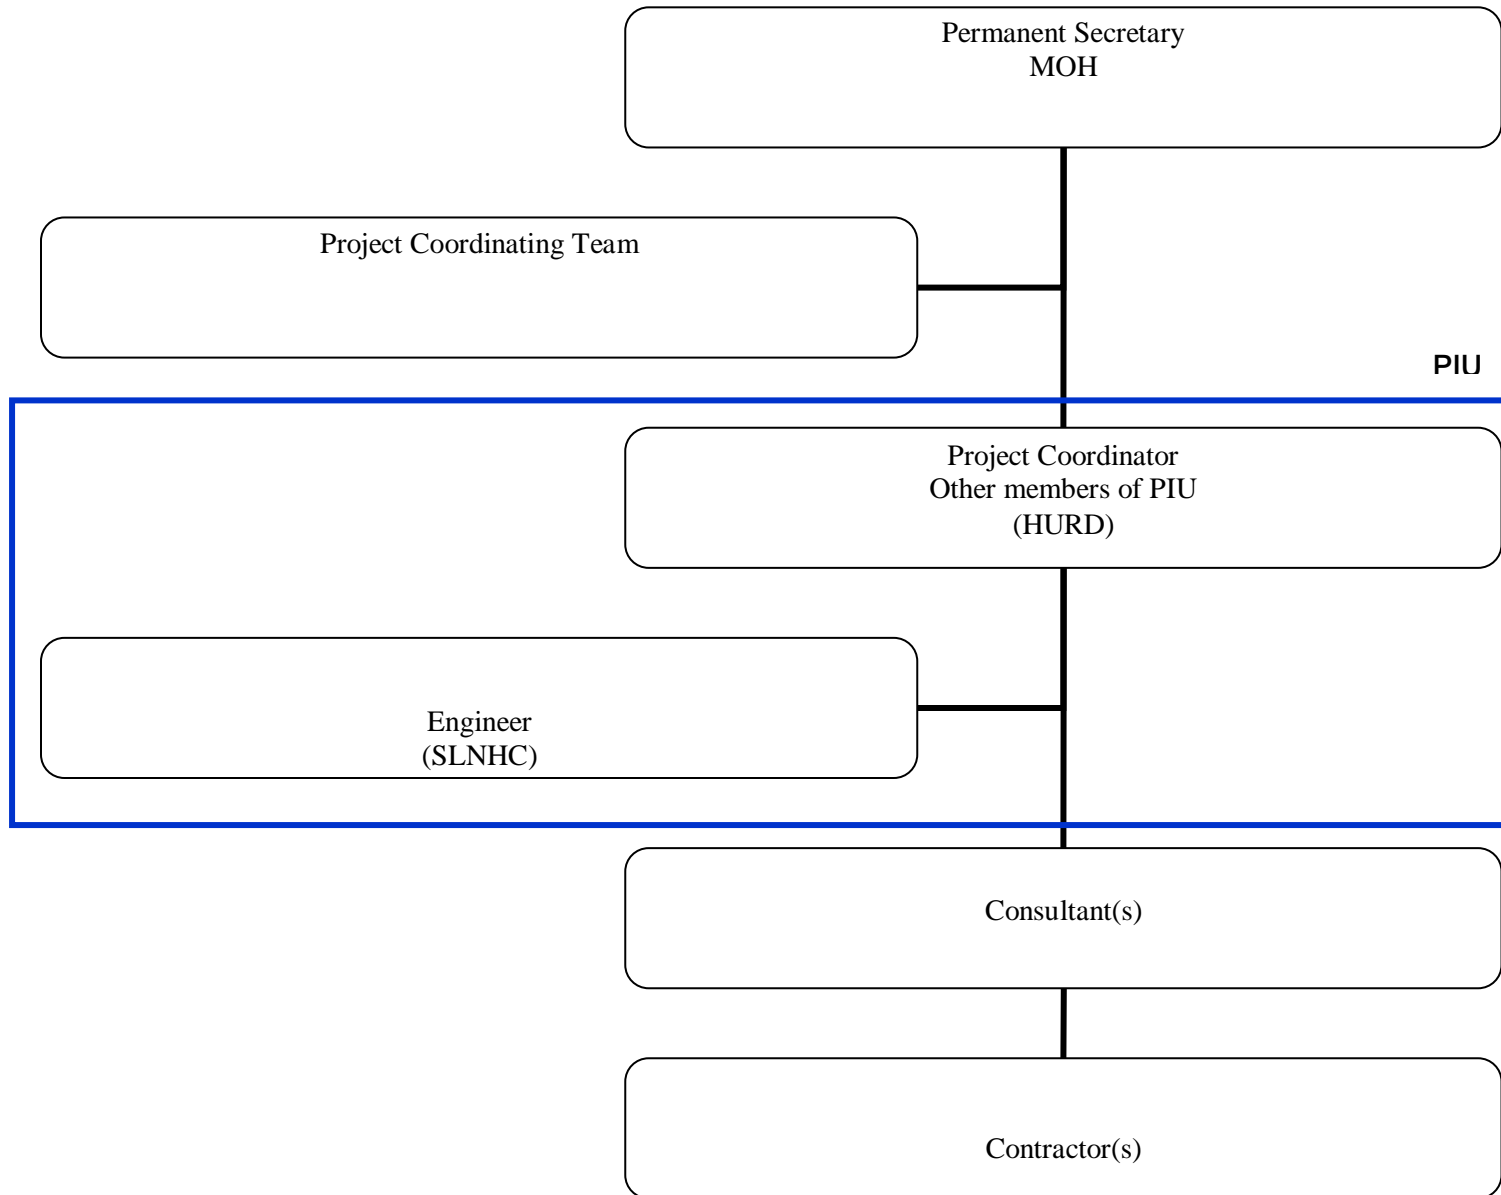 Permanent Secretary
MOH
Project Coordinating Team
PIU
Project Coordinator
Other members of PIU
(HURD)
Engineer
(SLNHC)
Consultant(s)
Contractor(s)